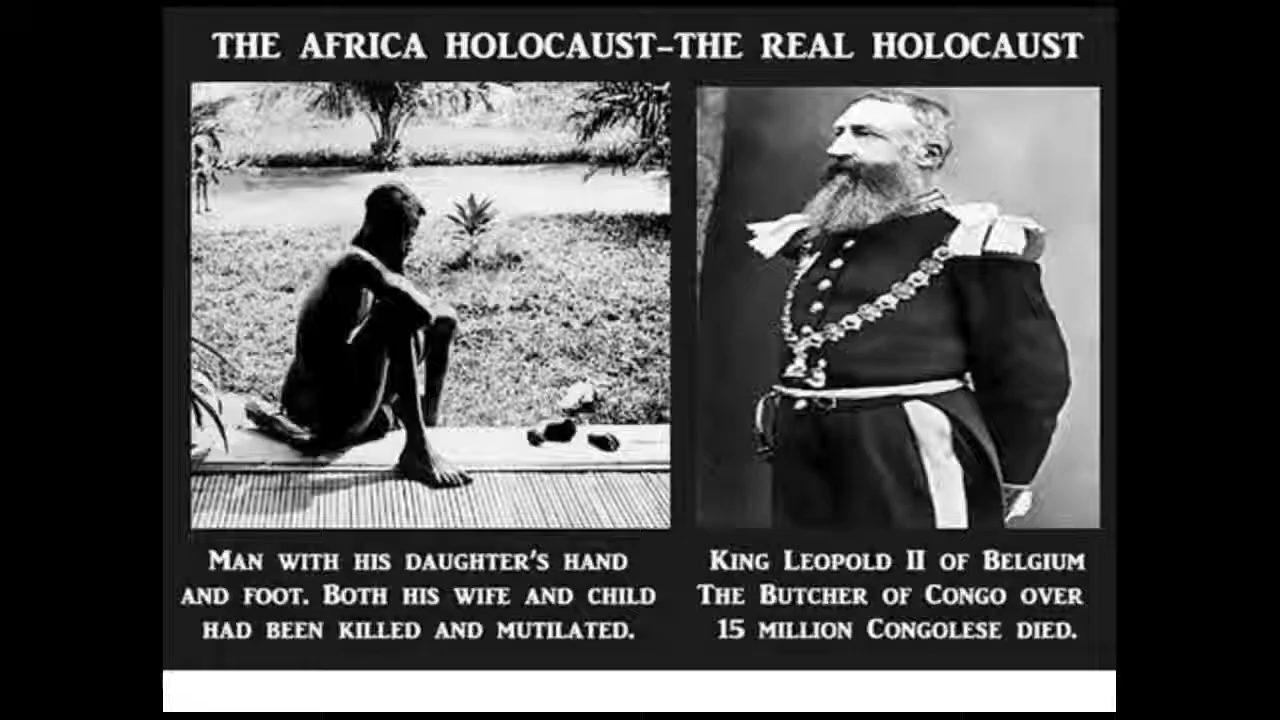 THE AFRICA HOLOCAUST-THE REAL HOLOCAUST
MAN WITH HIS DAUGHTER'S HAND
AND FOOT. BOTH HIS WIFE AND CHILD
HAD BEEN KILLED AND MUTILATED.
KING LEOPOLD II OF BELGIUM
THE BUTCHER OF CONGO OVER
15 MILLION CONGOLESE DIED.